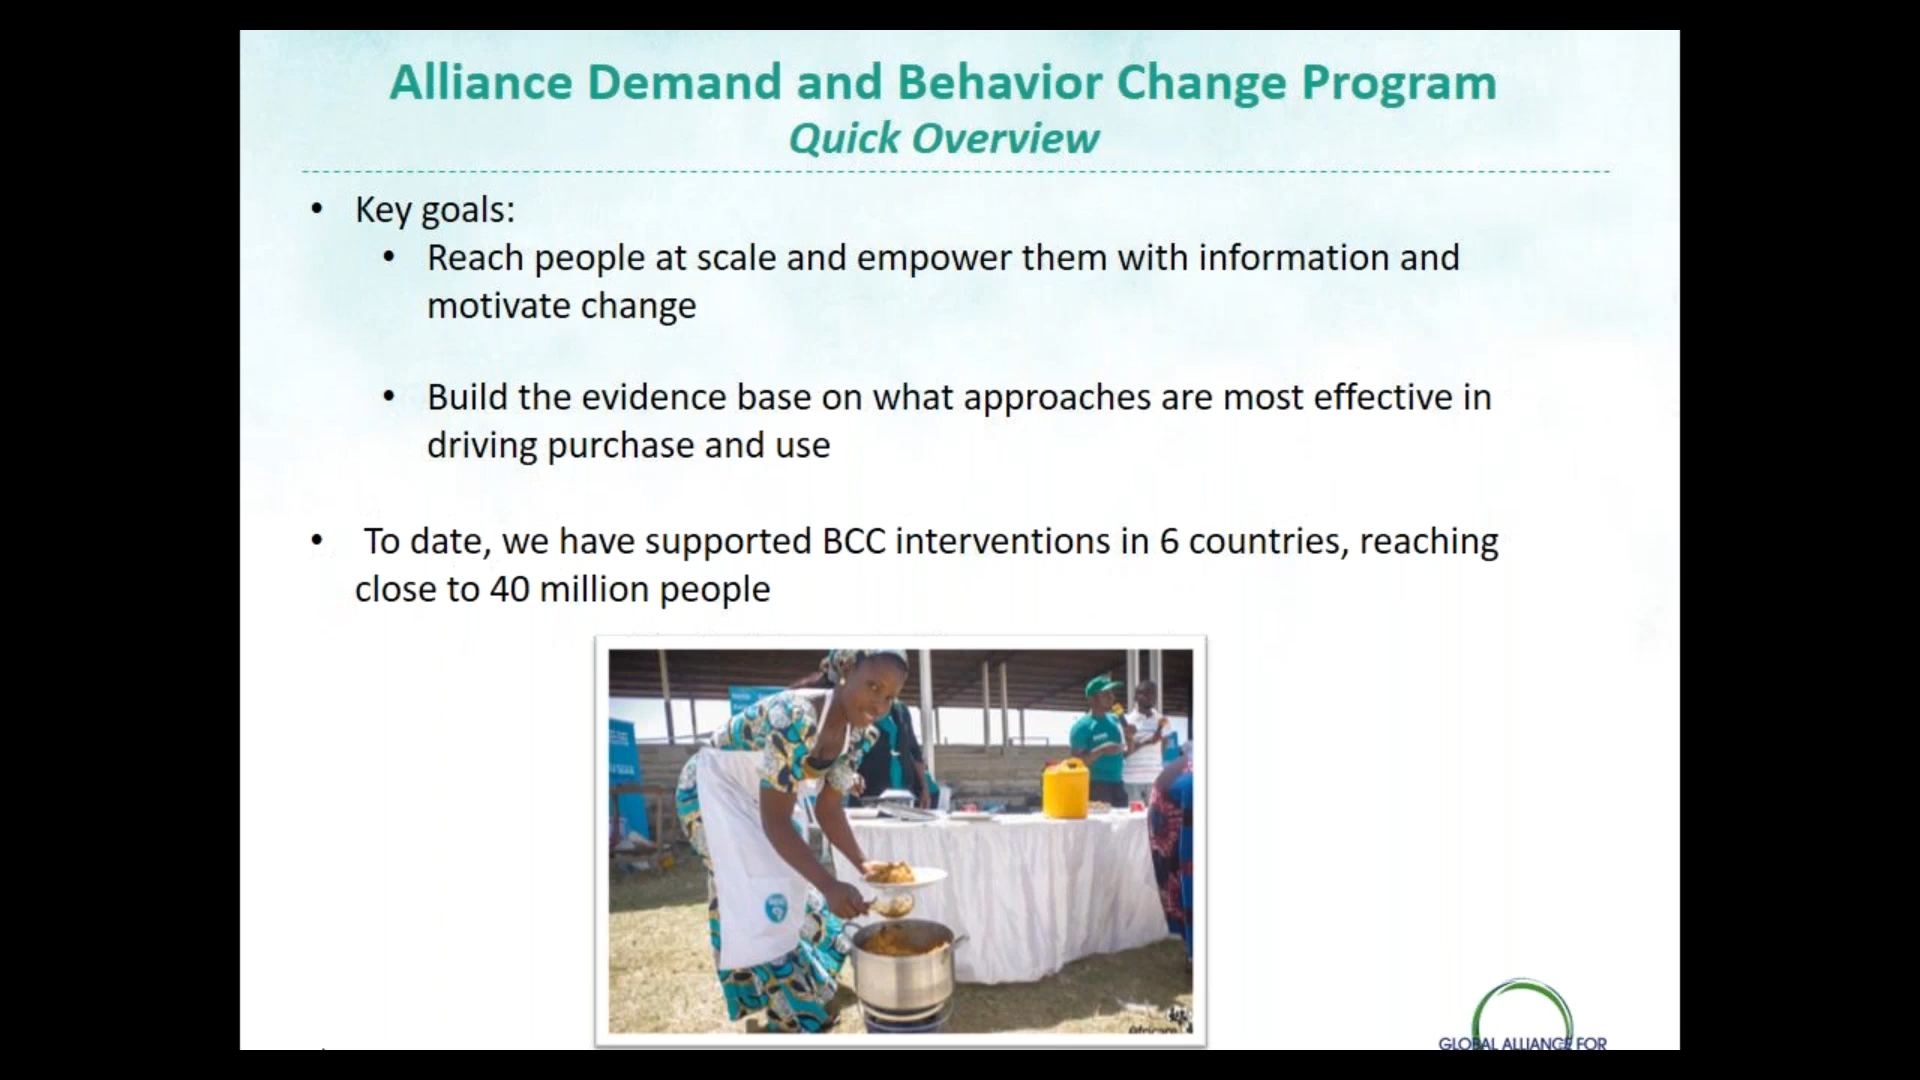 Alliance Demand and Behavior Change Program
Quick Overview
• Key goals:
• Reach people at scale and empower them with information and
motivate change
• Build the evidence base on what approaches are most effective in
driving purchase and use
• To date, we have supported BCC interventions in 6 countries, reaching
close to 40 million people
GLOBAL ALLIANCE FOR